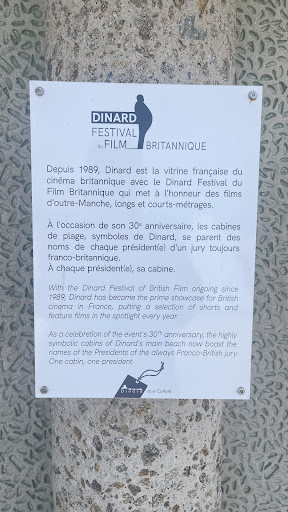 DINARD
FESTIVAL
du FILM BRITANNIQUE
Depuis 1989, Dinard est la vitrine française du
cinéma britannique avec le Dinard Festival du
Film Britannique qui met à l'honneur des films
d'outre-Manche, longs et courts-métrages.
À l'occasion de son 30e anniversaire, les cabines
de plage, symboles de Dinard, se parent des
noms de chaque président(e) d'un jury toujours
franco-britannique.
À chaque président(e), sa cabine.
With the Dinard Festival of British Film ongoing since
1989, Dinard has become the prime showcase for British
cinema in France, putting a selection of shorts and
feature films in the spotlight every year.
As a celebration of the event's 30th anniversary, the highly
symbolic cabins of Dinard's main beach now boast the
names of the Presidents of the always Franco-British jury.
One cabin, one president.
DINARD Culture